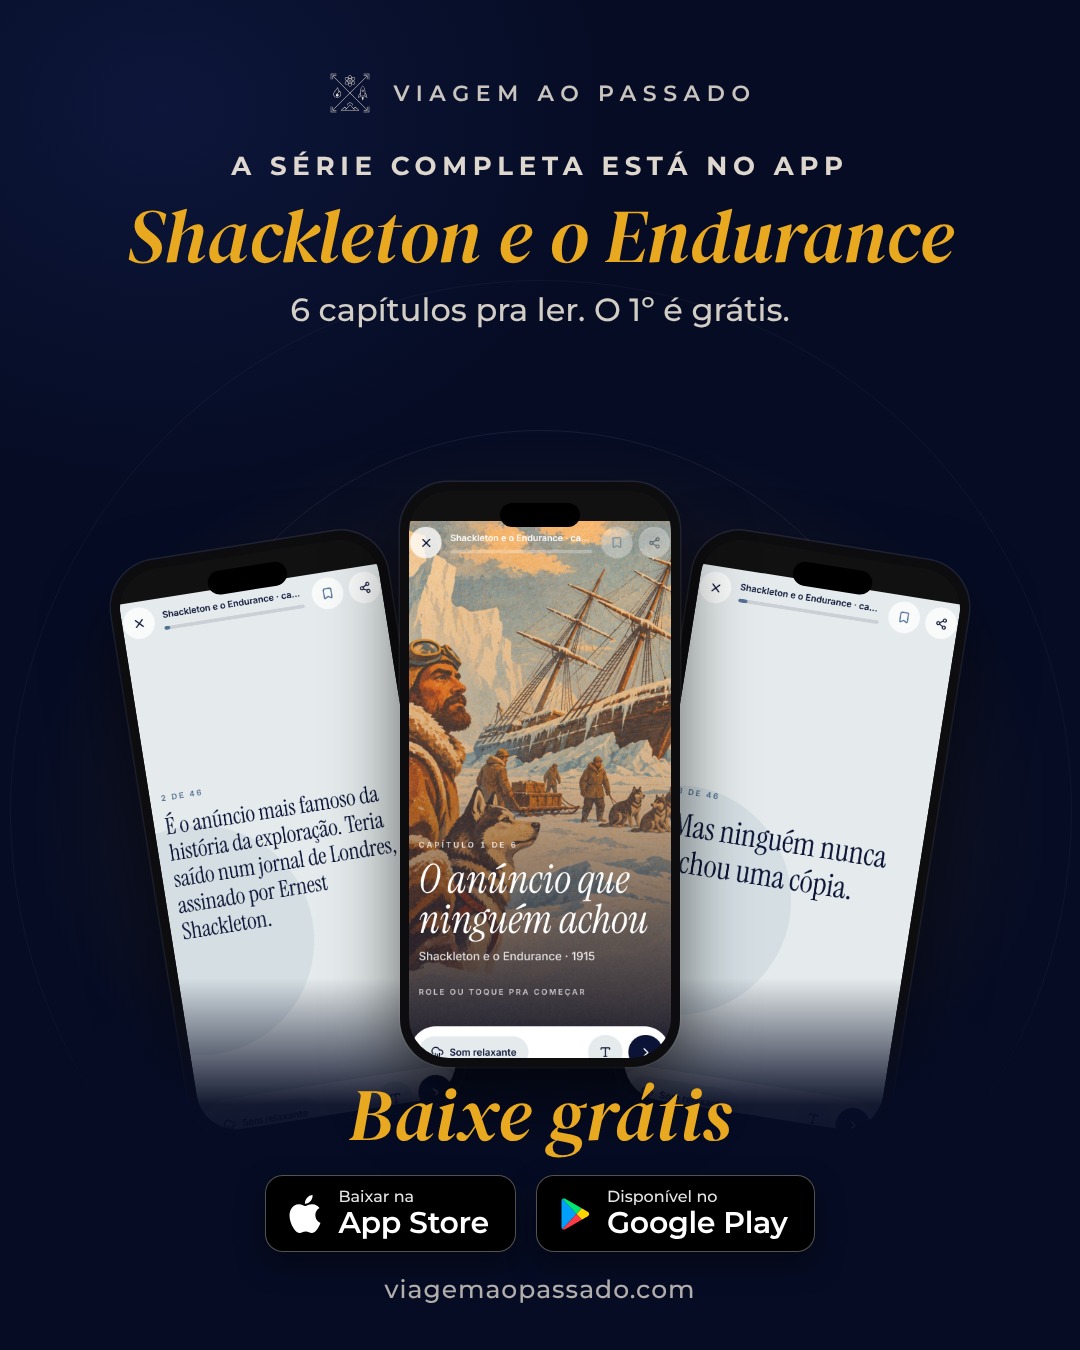 VIAGEM AO PASSADO
A SÉRIE COMPLETA ESTÁ NO APP
Shackleton e o Endurance
6 capítulos pra ler. O 1º é grátis.
Shackleton e o Endurance · ca...
2 DE 46
É o anúncio mais famoso da
história da exploração. Teria
saído num jornal de Londres,
assinado por Ernest
Shackleton.
Som relaxante
Shackleton e o Endurance · ca...
CAPÍTULO 1 DE 6
O anúncio que
ninguém achou
Shackleton e o Endurance · 1915
ROLE OU TOQUE PRA COMEÇAR
Som relaxante
T
Shackleton e o Endurance · ca...
DE 46
Mas ninguém nunca
chou uma cópia.
Baixe grátis
Baixar na
App Store
Disponível no
Google Play
viagemaopassado.com